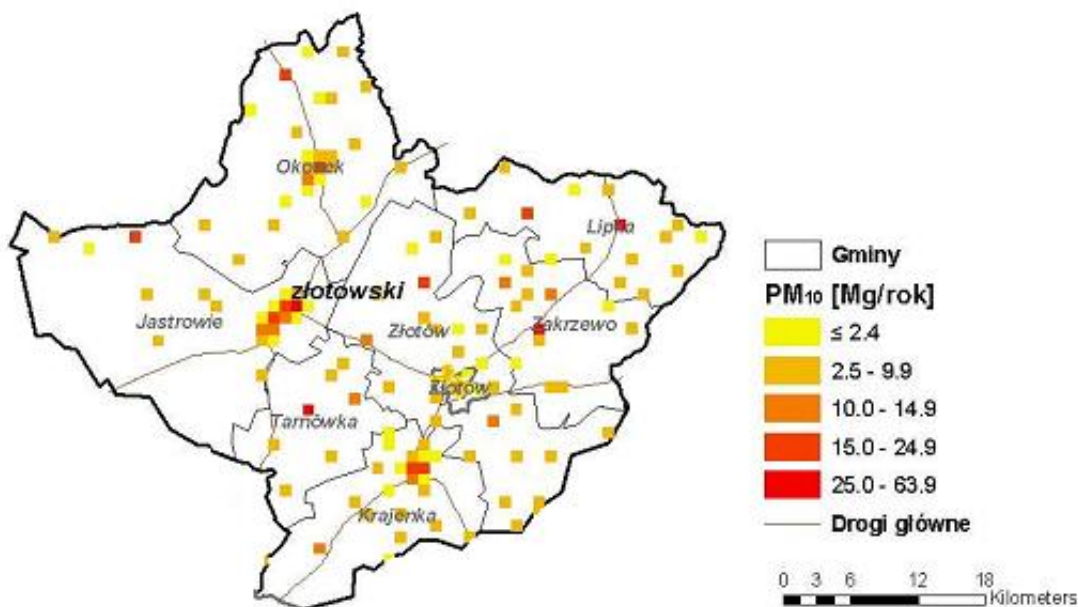 Okonek
Lipka
złotowski
Jastrowie
Złotów
Zakrzewo
Złotów
Tarnówka
Krajenka
Gminy
PM₁₀ [Mg/rok]
≤ 2.4
2.5 - 9.9
10.0 - 14.9
15.0 - 24.9
25.0 - 63.9
Drogi główne
0 3 6 12 18
Kilometers